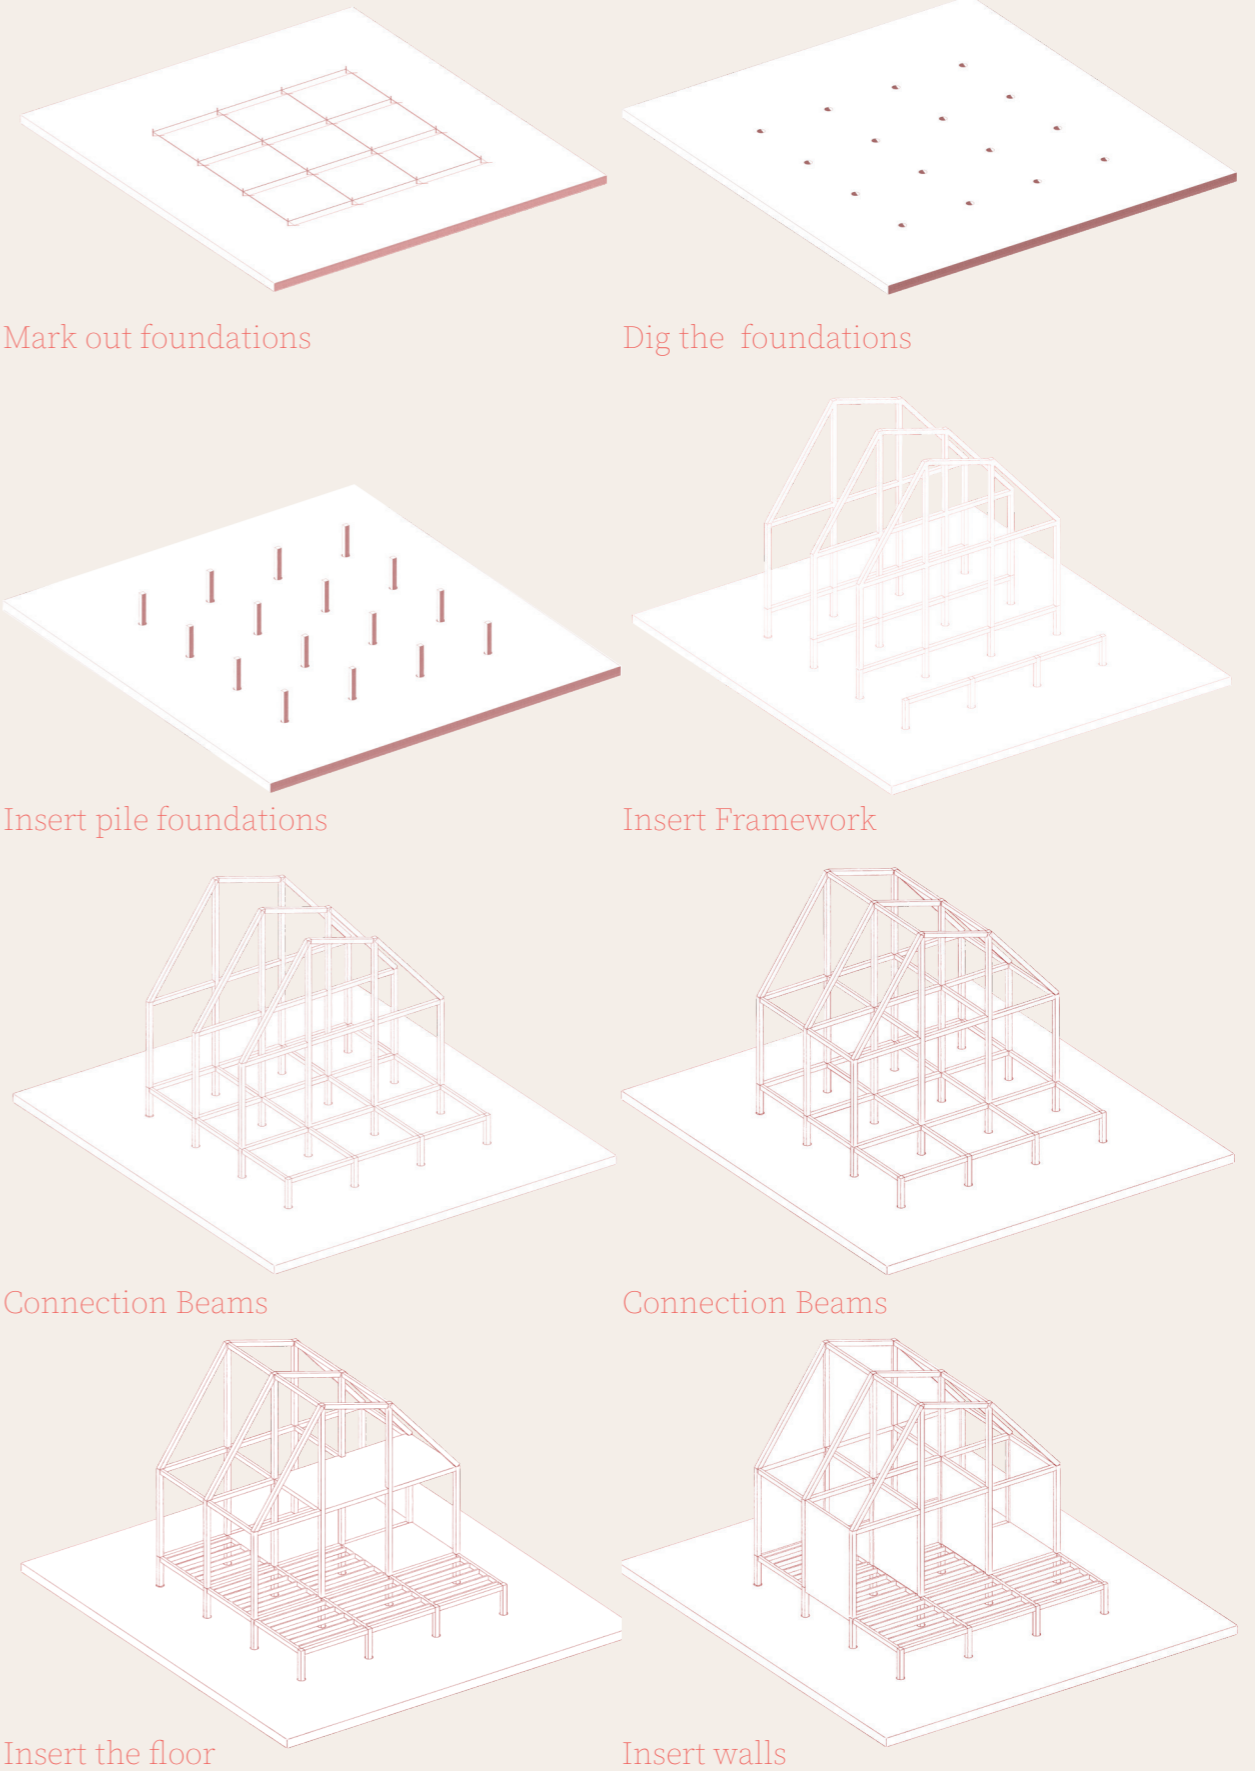 Mark out foundations
Dig the  foundations
Insert pile foundations
Insert Framework
Connection Beams
Connection Beams
Insert the floor
Insert walls